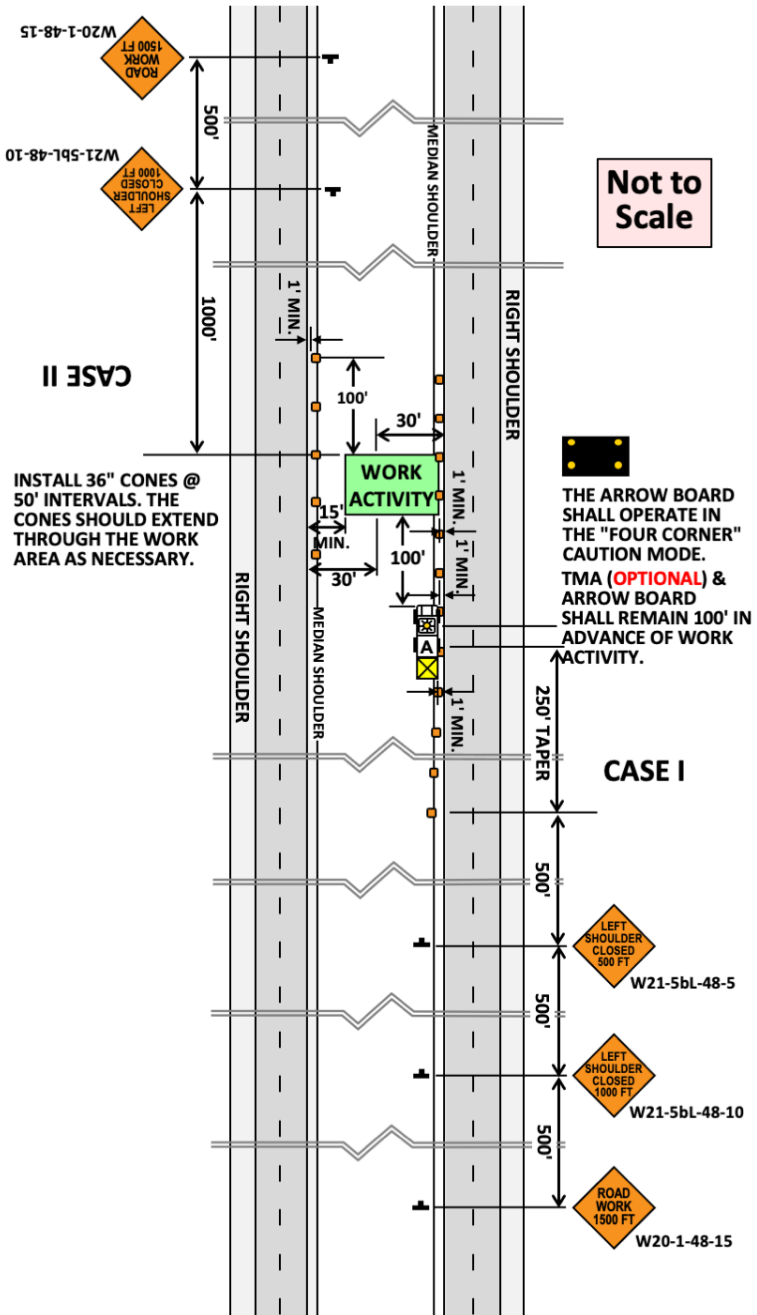 W20-1-48-15
ROAD
WORK
1500 FT
500'
W21-5bL-48-10
LEFT
SHOULDER
CLOSED
1000 FT
1000'
MEDIAN SHOULDER
Not to
Scale
RIGHT SHOULDER
1' MIN.
CASE II
100'
30'
WORK
ACTIVITY
INSTALL 36" CONES @
50' INTERVALS. THE
CONES SHOULD EXTEND
THROUGH THE WORK
AREA AS NECESSARY.
15'
MIN.
30'
100'
1' MIN.
1' MIN.
THE ARROW BOARD
SHALL OPERATE IN
THE "FOUR CORNER"
CAUTION MODE.
TMA (OPTIONAL) &
ARROW BOARD
SHALL REMAIN 100' IN
ADVANCE OF WORK
ACTIVITY.
RIGHT SHOULDER
MEDIAN SHOULDER
A
1' MIN.
250' TAPER
CASE I
500'
LEFT
SHOULDER
CLOSED
500 FT
W21-5bL-48-5
500'
LEFT
SHOULDER
CLOSED
1000 FT
W21-5bL-48-10
500'
ROAD
WORK
1500 FT
W20-1-48-15